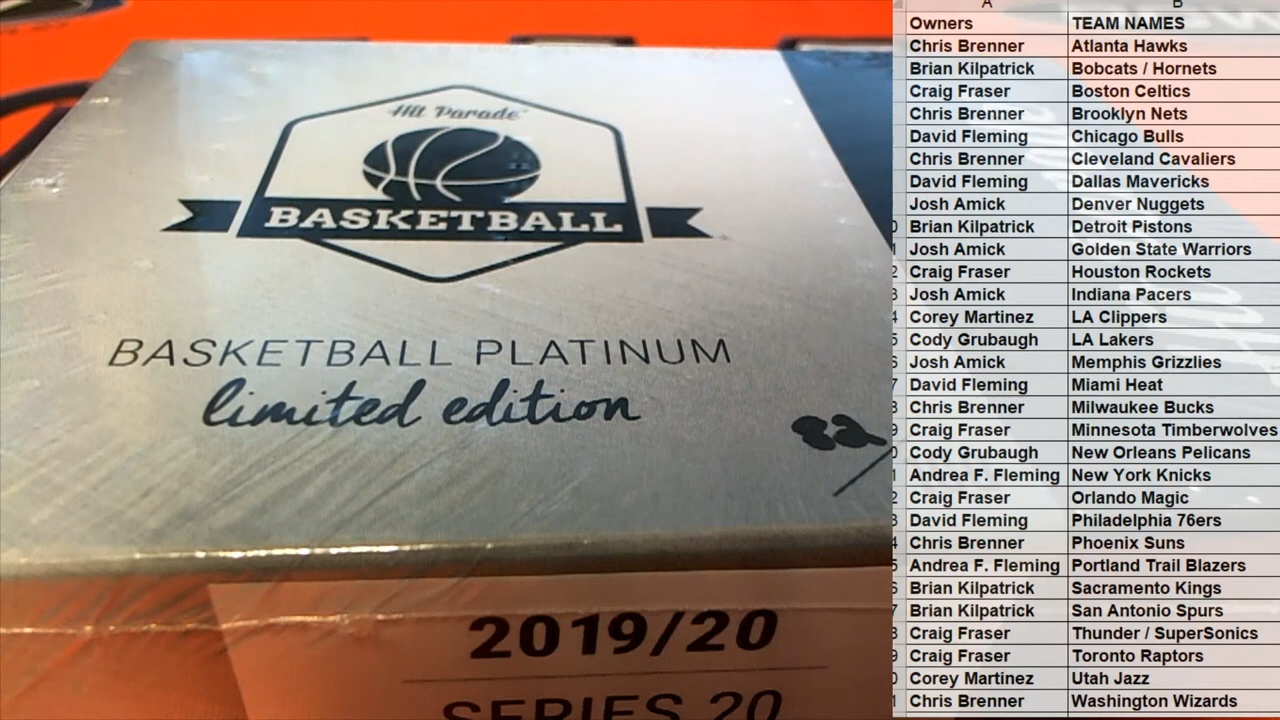 Hit Parade
BASKETBALL
BASKETBALL PLATINUM
limited edition
82/
2019/20
SERIES 20
A B
Owners TEAM NAMES
Chris Brenner Atlanta Hawks
Brian Kilpatrick Bobcats / Hornets
Craig Fraser Boston Celtics
Chris Brenner Brooklyn Nets
David Fleming Chicago Bulls
Chris Brenner Cleveland Cavaliers
David Fleming Dallas Mavericks
Josh Amick Denver Nuggets
Brian Kilpatrick Detroit Pistons
Josh Amick Golden State Warriors
Craig Fraser Houston Rockets
Josh Amick Indiana Pacers
Corey Martinez LA Clippers
Cody Grubaugh LA Lakers
Josh Amick Memphis Grizzlies
David Fleming Miami Heat
Chris Brenner Milwaukee Bucks
Craig Fraser Minnesota Timberwolves
Cody Grubaugh New Orleans Pelicans
Andrea F. Fleming New York Knicks
Craig Fraser Orlando Magic
David Fleming Philadelphia 76ers
Chris Brenner Phoenix Suns
Andrea F. Fleming Portland Trail Blazers
Brian Kilpatrick Sacramento Kings
Brian Kilpatrick San Antonio Spurs
Craig Fraser Thunder / SuperSonics
Craig Fraser Toronto Raptors
Corey Martinez Utah Jazz
Chris Brenner Washington Wizards